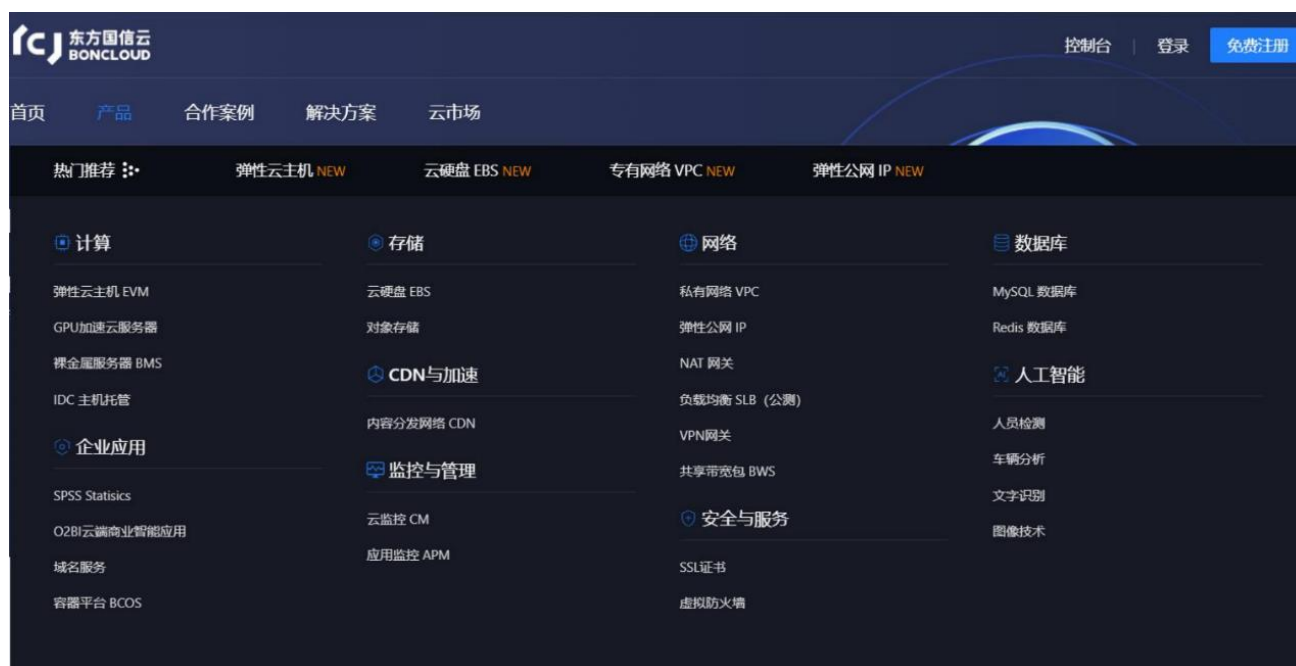 东方国信云
BONCLOUD
控制台 登录 免费注册
首页 产品 合作案例 解决方案 云市场
热门推荐 弹性云主机 NEW 云硬盘 EBS NEW 专有网络 VPC NEW 弹性公网 IP NEW
计算
弹性云主机 EVM
GPU加速云服务器
裸金属服务器 BMS
IDC 主机托管
企业应用
SPSS Statisics
O2BI云端商业智能应用
域名服务
容器平台 BCOS
存储
云硬盘 EBS
对象存储
CDN与加速
内容分发网络 CDN
监控与管理
云监控 CM
应用监控 APM
网络
私有网络 VPC
弹性公网 IP
NAT 网关
负载均衡 SLB（公测）
VPN网关
共享带宽包 BWS
安全与服务
SSL证书
虚拟防火墙
数据库
MySQL 数据库
Redis 数据库
人工智能
人员检测
车辆分析
文字识别
图像技术